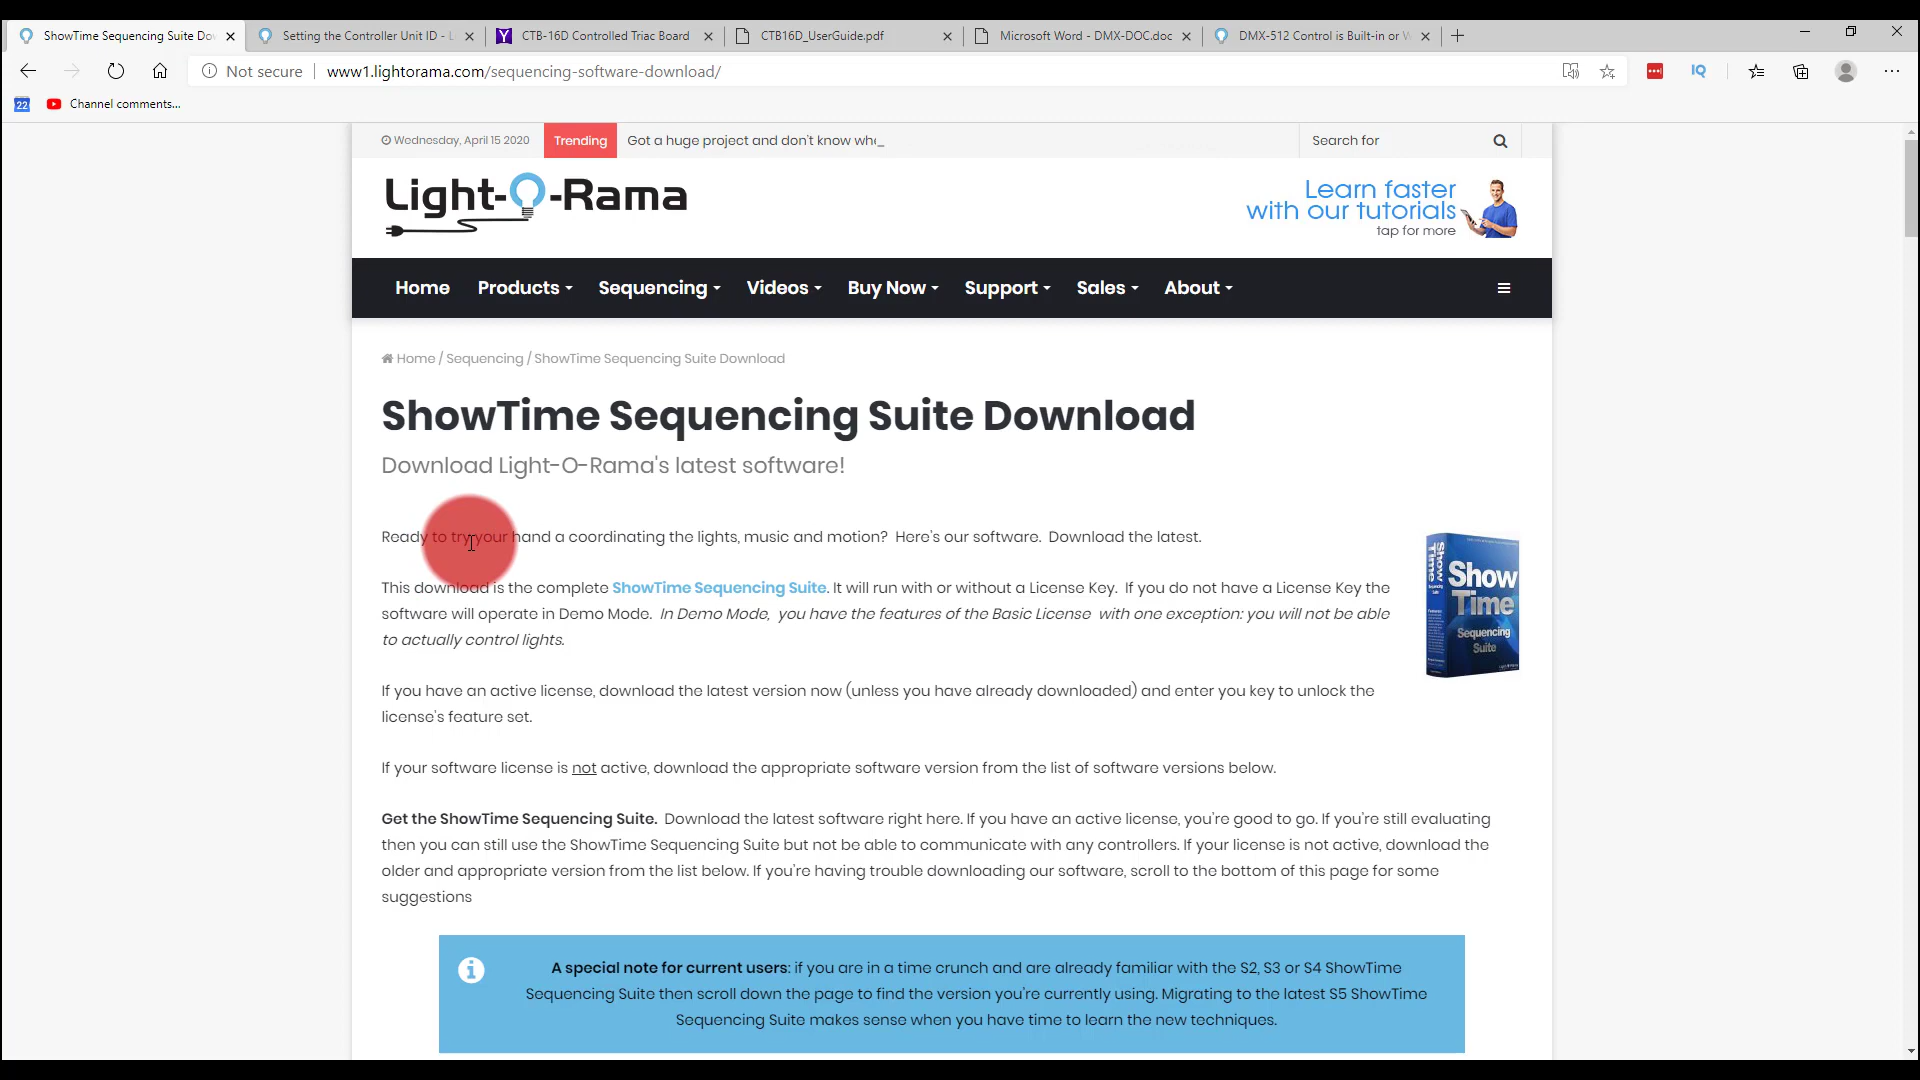 ShowTime Sequencing Suite Do
Setting the Controller Unit ID - L
CTB-16D Controlled Triac Board
CTB16D_UserGuide.pdf
Microsoft Word - DMX-DOC.doc
DMX-512 Control is Built-in or W
Not secure
www1.lightorama.com/sequencing-software-download/
IQ
22
Channel comments...
Wednesday, April 15 2020
Trending
Got a huge project and don't know whe_
Search for
Light-O-Rama
Learn faster
with our tutorials
tap for more
Home
Products
Sequencing
Videos
Buy Now
Support
Sales
About
Home / Sequencing / ShowTime Sequencing Suite Download
ShowTime Sequencing Suite Download
Download Light-O-Rama's latest software!
Ready to try your hand a coordinating the lights, music and motion? Here's our software. Download the latest.
This download is the complete ShowTime Sequencing Suite. It will run with or without a License Key. If you do not have a License Key the
software will operate in Demo Mode. In Demo Mode, you have the features of the Basic License with one exception: you will not be able
to actually control lights.
Show
Time
Sequencing
Suite
If you have an active license, download the latest version now (unless you have already downloaded) and enter you key to unlock the
license's feature set.
If your software license is not active, download the appropriate software version from the list of software versions below.
Get the ShowTime Sequencing Suite. Download the latest software right here. If you have an active license, you're good to go. If you're still evaluating
then you can still use the ShowTime Sequencing Suite but not be able to communicate with any controllers. If your license is not active, download the
older and appropriate version from the list below. If you're having trouble downloading our software, scroll to the bottom of this page for some
suggestions
A special note for current users: if you are in a time crunch and are already familiar with the S2, S3 or S4 ShowTime
Sequencing Suite then scroll down the page to find the version you're currently using. Migrating to the latest S5 ShowTime
Sequencing Suite makes sense when you have time to learn the new techniques.